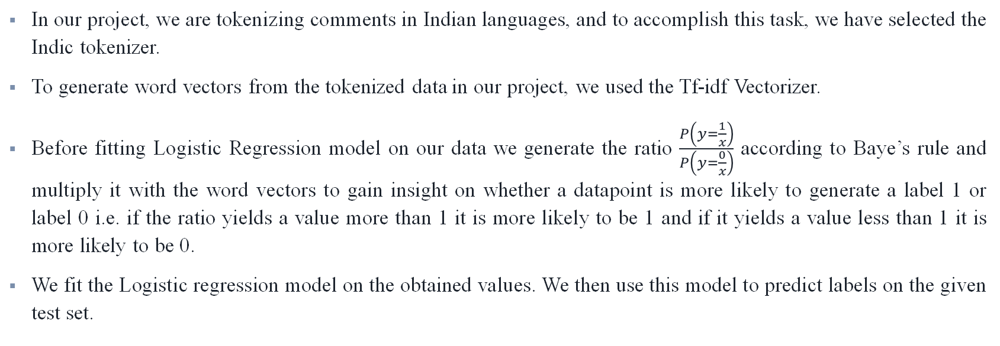 ▪ In our project, we are tokenizing comments in Indian languages, and to accomplish this task, we have selected the
Indic tokenizer.
▪ To generate word vectors from the tokenized data in our project, we used the Tf-idf Vectorizer.
▪ Before fitting Logistic Regression model on our data we generate the ratio \frac{P\left(y=\frac{1}{x}\right)}{P\left(y=\frac{0}{x}\right)} according to Baye’s rule and
multiply it with the word vectors to gain insight on whether a datapoint is more likely to generate a label 1 or
label 0 i.e. if the ratio yields a value more than 1 it is more likely to be 1 and if it yields a value less than 1 it is
more likely to be 0.
▪ We fit the Logistic regression model on the obtained values. We then use this model to predict labels on the given
test set.